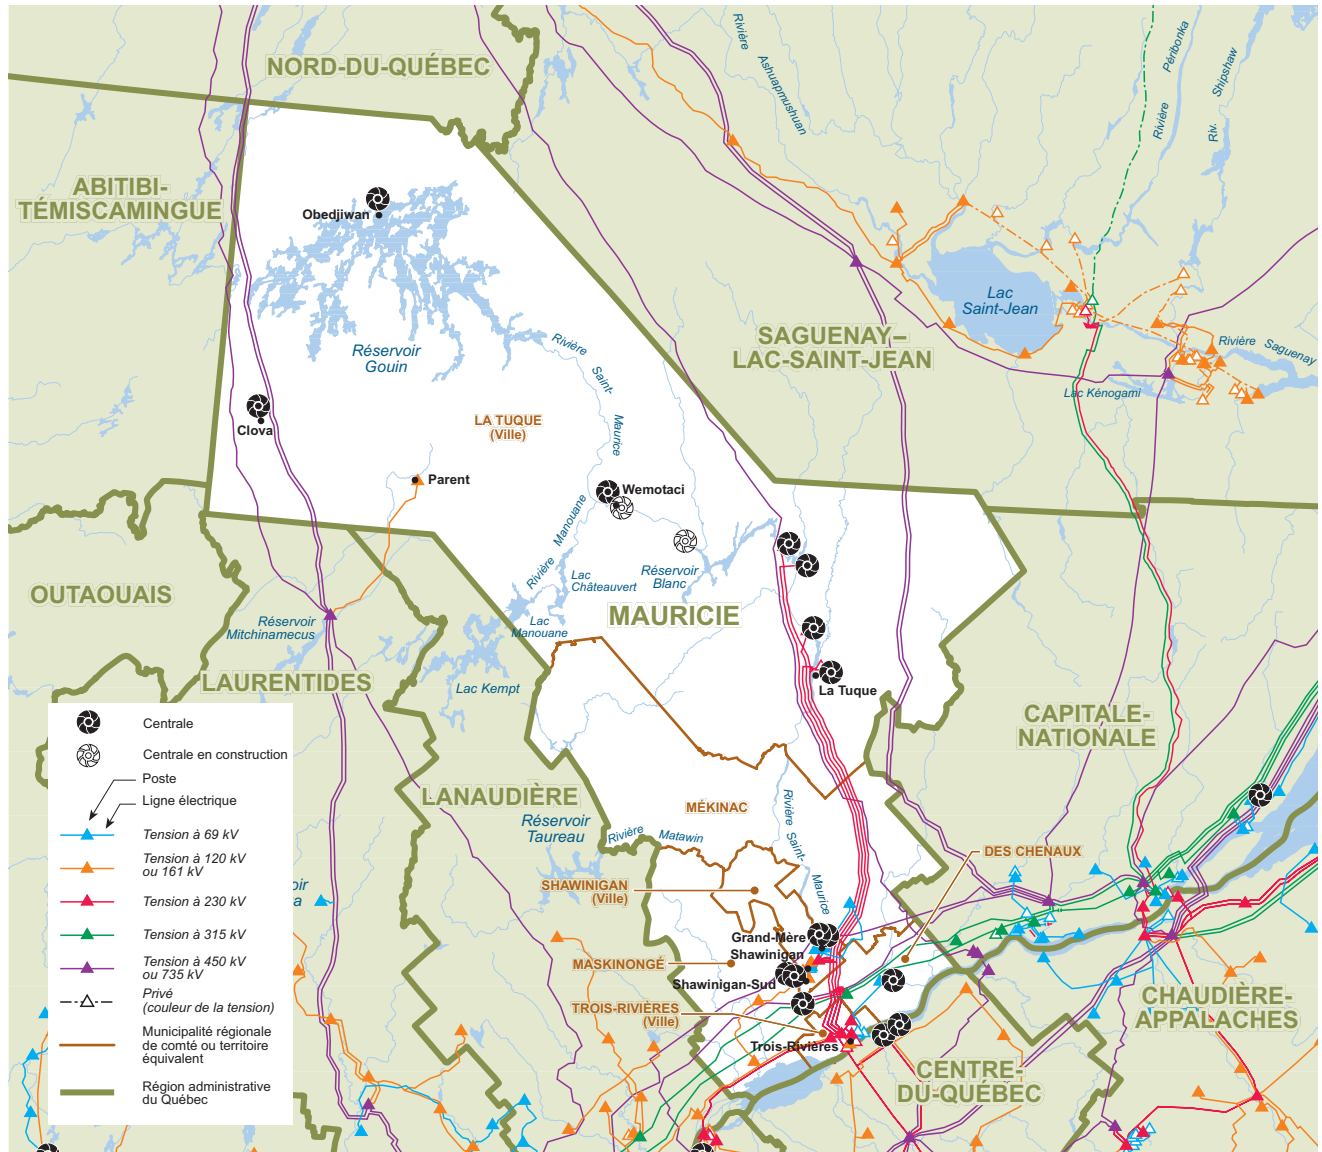 NORD-DU-QUÉBEC
ABITIBI-
TÉMISCAMINGUE
Rivière
Ashuapmushuan
Rivière
Péribonka
Riv.
Shipshaw
Obedjiwan
Réservoir
Gouin
Rivière
Saint-
Maurice
Lac
Saint-Jean
SAGUENAY–
LAC-SAINT-JEAN
Rivière
Saguenay
Lac Kénogami
Clova
LA TUQUE
(Ville)
Parent
Wemotaci
Rivière
Manouane
Lac
Châteauvert
Réservoir
Blanc
OUTAOUAIS
Réservoir
Mitchinamecus
Lac
Manouane
MAURICIE
LAURENTIDES
Lac Kempt
La Tuque
CAPITALE-
NATIONALE
LANAUDIÈRE
Réservoir
Taureau
MÉKINAC
Rivière
Matawin
Rivière
Saint-
Maurice
DES CHENAUX
SHAWINIGAN
(Ville)
Grand-Mère
Shawinigan
MASKINONGÉ
Shawinigan-Sud
TROIS-RIVIÈRES
(Ville)
Trois-Rivières
CHAUDIÈRE-
APPALACHES
CENTRE-
DU-QUÉBEC
Centrale
Centrale en construction
Poste
Ligne électrique
Tension à 69 kV
Tension à 120 kV
ou 161 kV
Tension à 230 kV
Tension à 315 kV
Tension à 450 kV
ou 735 kV
Privé
(couleur de la tension)
Municipalité régionale
de comté ou territoire
équivalent
Région administrative
du Québec